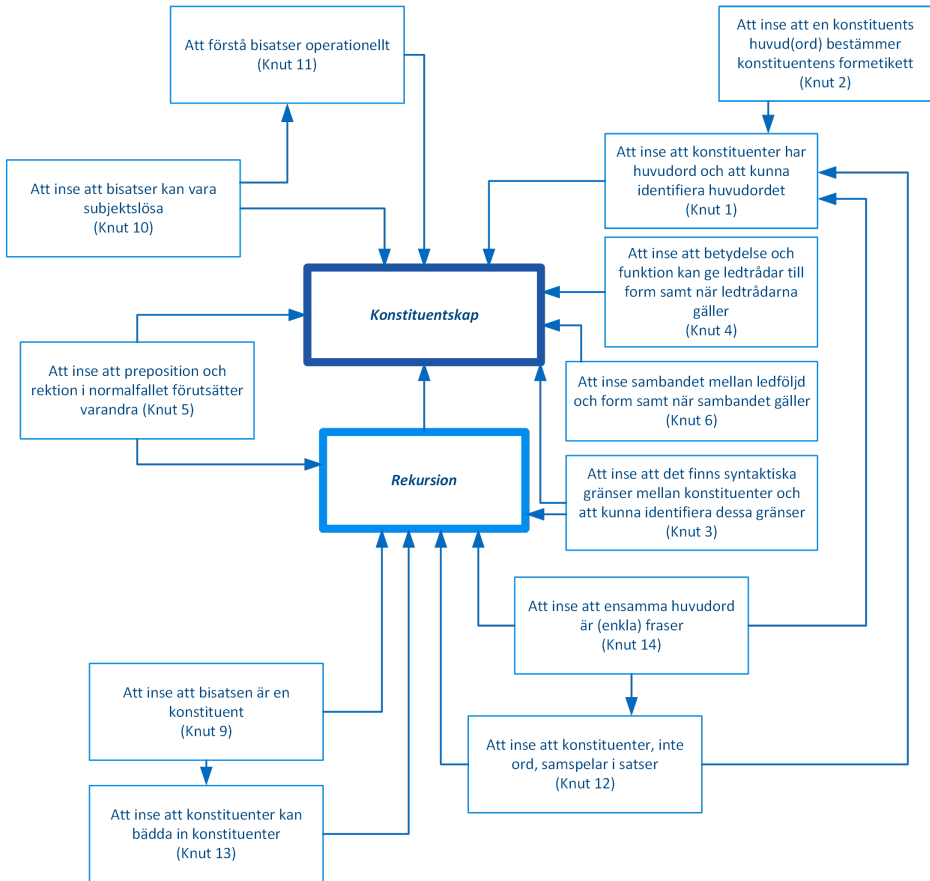 Att inse att en konstituents
huvud(ord) bestämmer
konstituentens formetikett
(Knut 2)
Att förstå bisatser operationellt
(Knut 11)
Att inse att konstituenter har
huvudord och att kunna
identifiera huvudordet
(Knut 1)
Att inse att bisatser kan vara
subjektslösa
(Knut 10)
Att inse att betydelse och
funktion kan ge ledtrådar till
form samt när ledtrådarna
gäller
(Knut 4)
Konstituentskap
Att inse att preposition och
rektion i normalfallet förutsätter
varandra (Knut 5)
Att inse sambandet mellan ledföljd
och form samt när sambandet gäller
(Knut 6)
Rekursion
Att inse att det finns syntaktiska
gränser mellan konstituenter och
att kunna identifiera dessa gränser
(Knut 3)
Att inse att ensamma huvudord
är (enkla) fraser
(Knut 14)
Att inse att bisatsen är en
konstituent
(Knut 9)
Att inse att konstituenter, inte
ord, samspelar i satser
(Knut 12)
Att inse att konstituenter kan
bädda in konstituenter
(Knut 13)